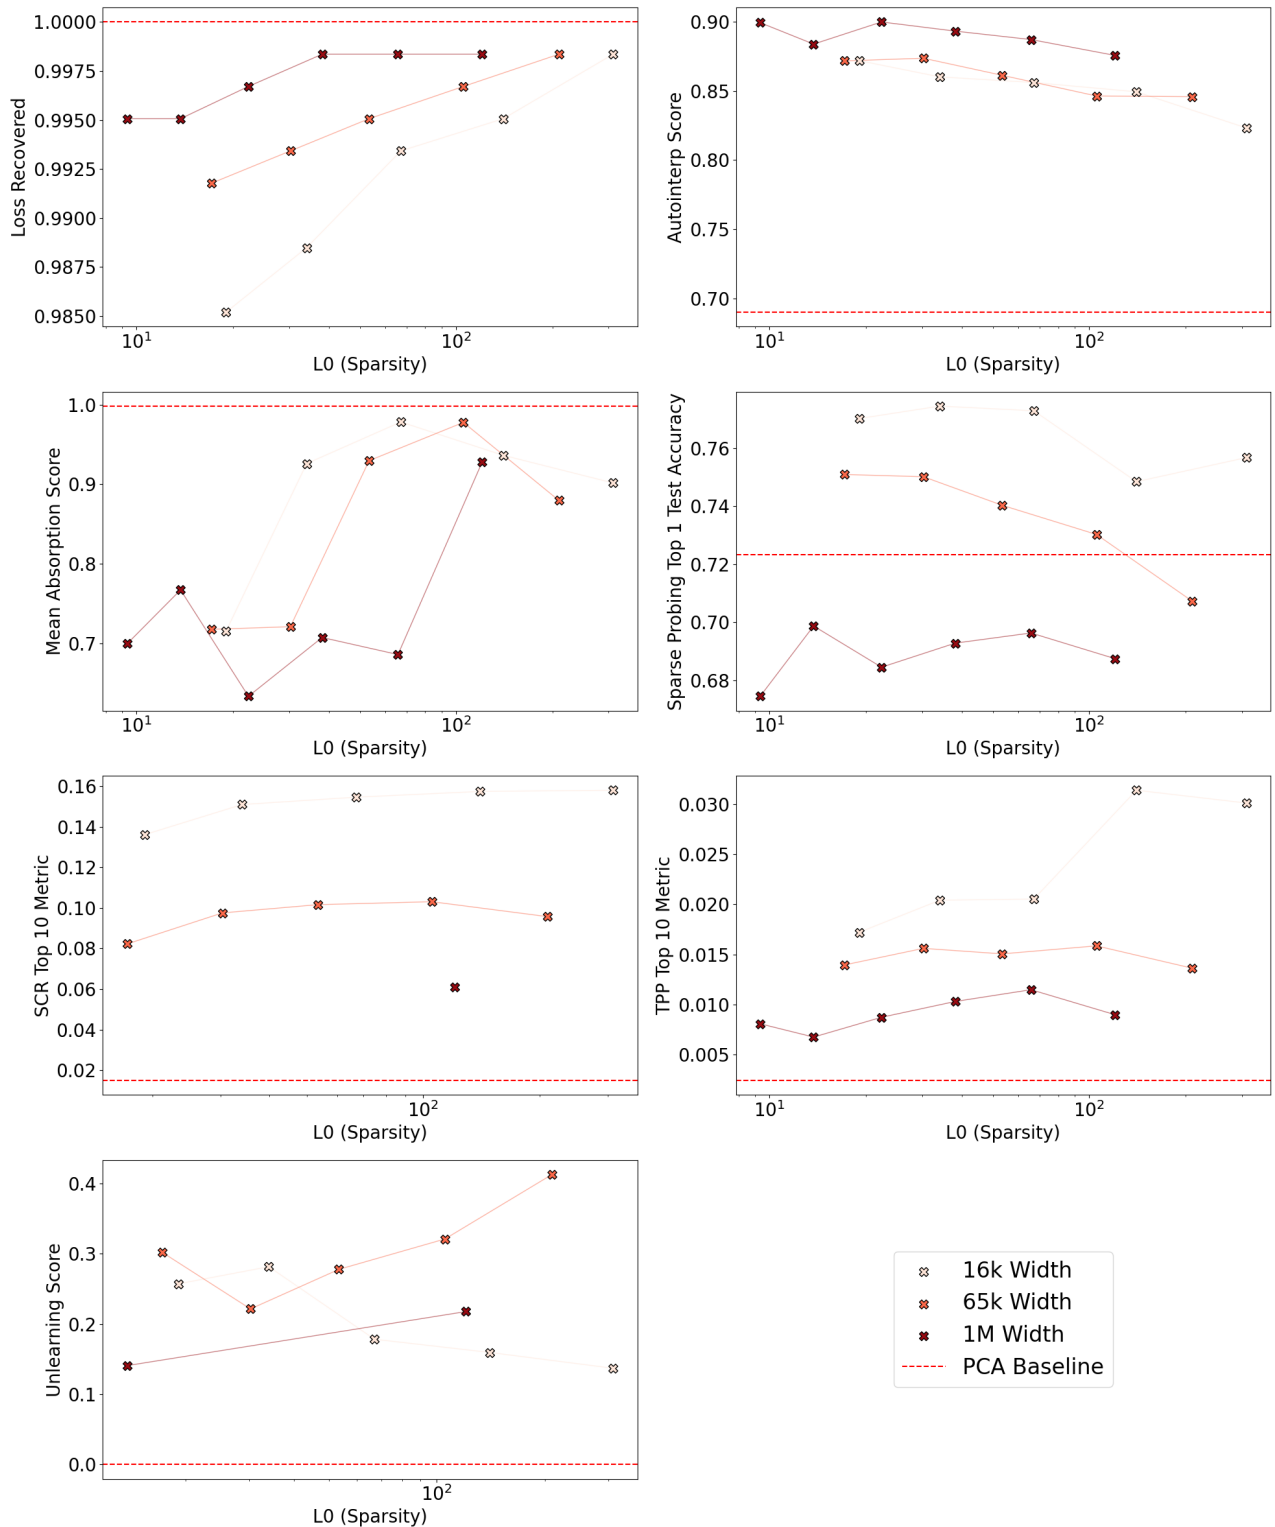 Loss Recovered
1.0000
0.9975
0.9950
0.9925
0.9900
0.9875
0.9850
10¹ 10²
L0 (Sparsity)
Autointerp Score
0.90
0.85
0.80
0.75
0.70
10¹ 10²
L0 (Sparsity)
Mean Absorption Score
1.0
0.9
0.8
0.7
10¹ 10²
L0 (Sparsity)
Sparse Probing Top 1 Test Accuracy
0.76
0.74
0.72
0.70
0.68
10¹ 10²
L0 (Sparsity)
SCR Top 10 Metric
0.16
0.14
0.12
0.10
0.08
0.06
0.04
0.02
10²
L0 (Sparsity)
TPP Top 10 Metric
0.030
0.025
0.020
0.015
0.010
0.005
10¹ 10²
L0 (Sparsity)
Unlearning Score
0.4
0.3
0.2
0.1
0.0
10²
L0 (Sparsity)
16k Width
65k Width
1M Width
PCA Baseline